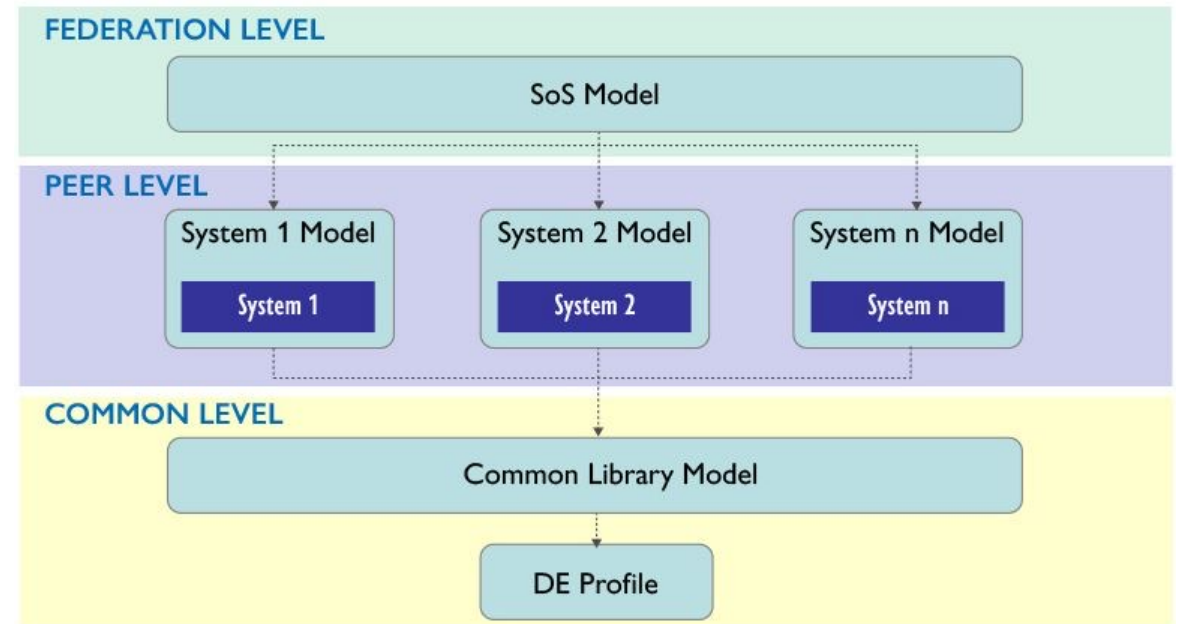 FEDERATION LEVEL
SoS Model
PEER LEVEL
System 1 Model
System 2 Model
System n Model
System 1
System 2
System n
COMMON LEVEL
Common Library Model
DE Profile